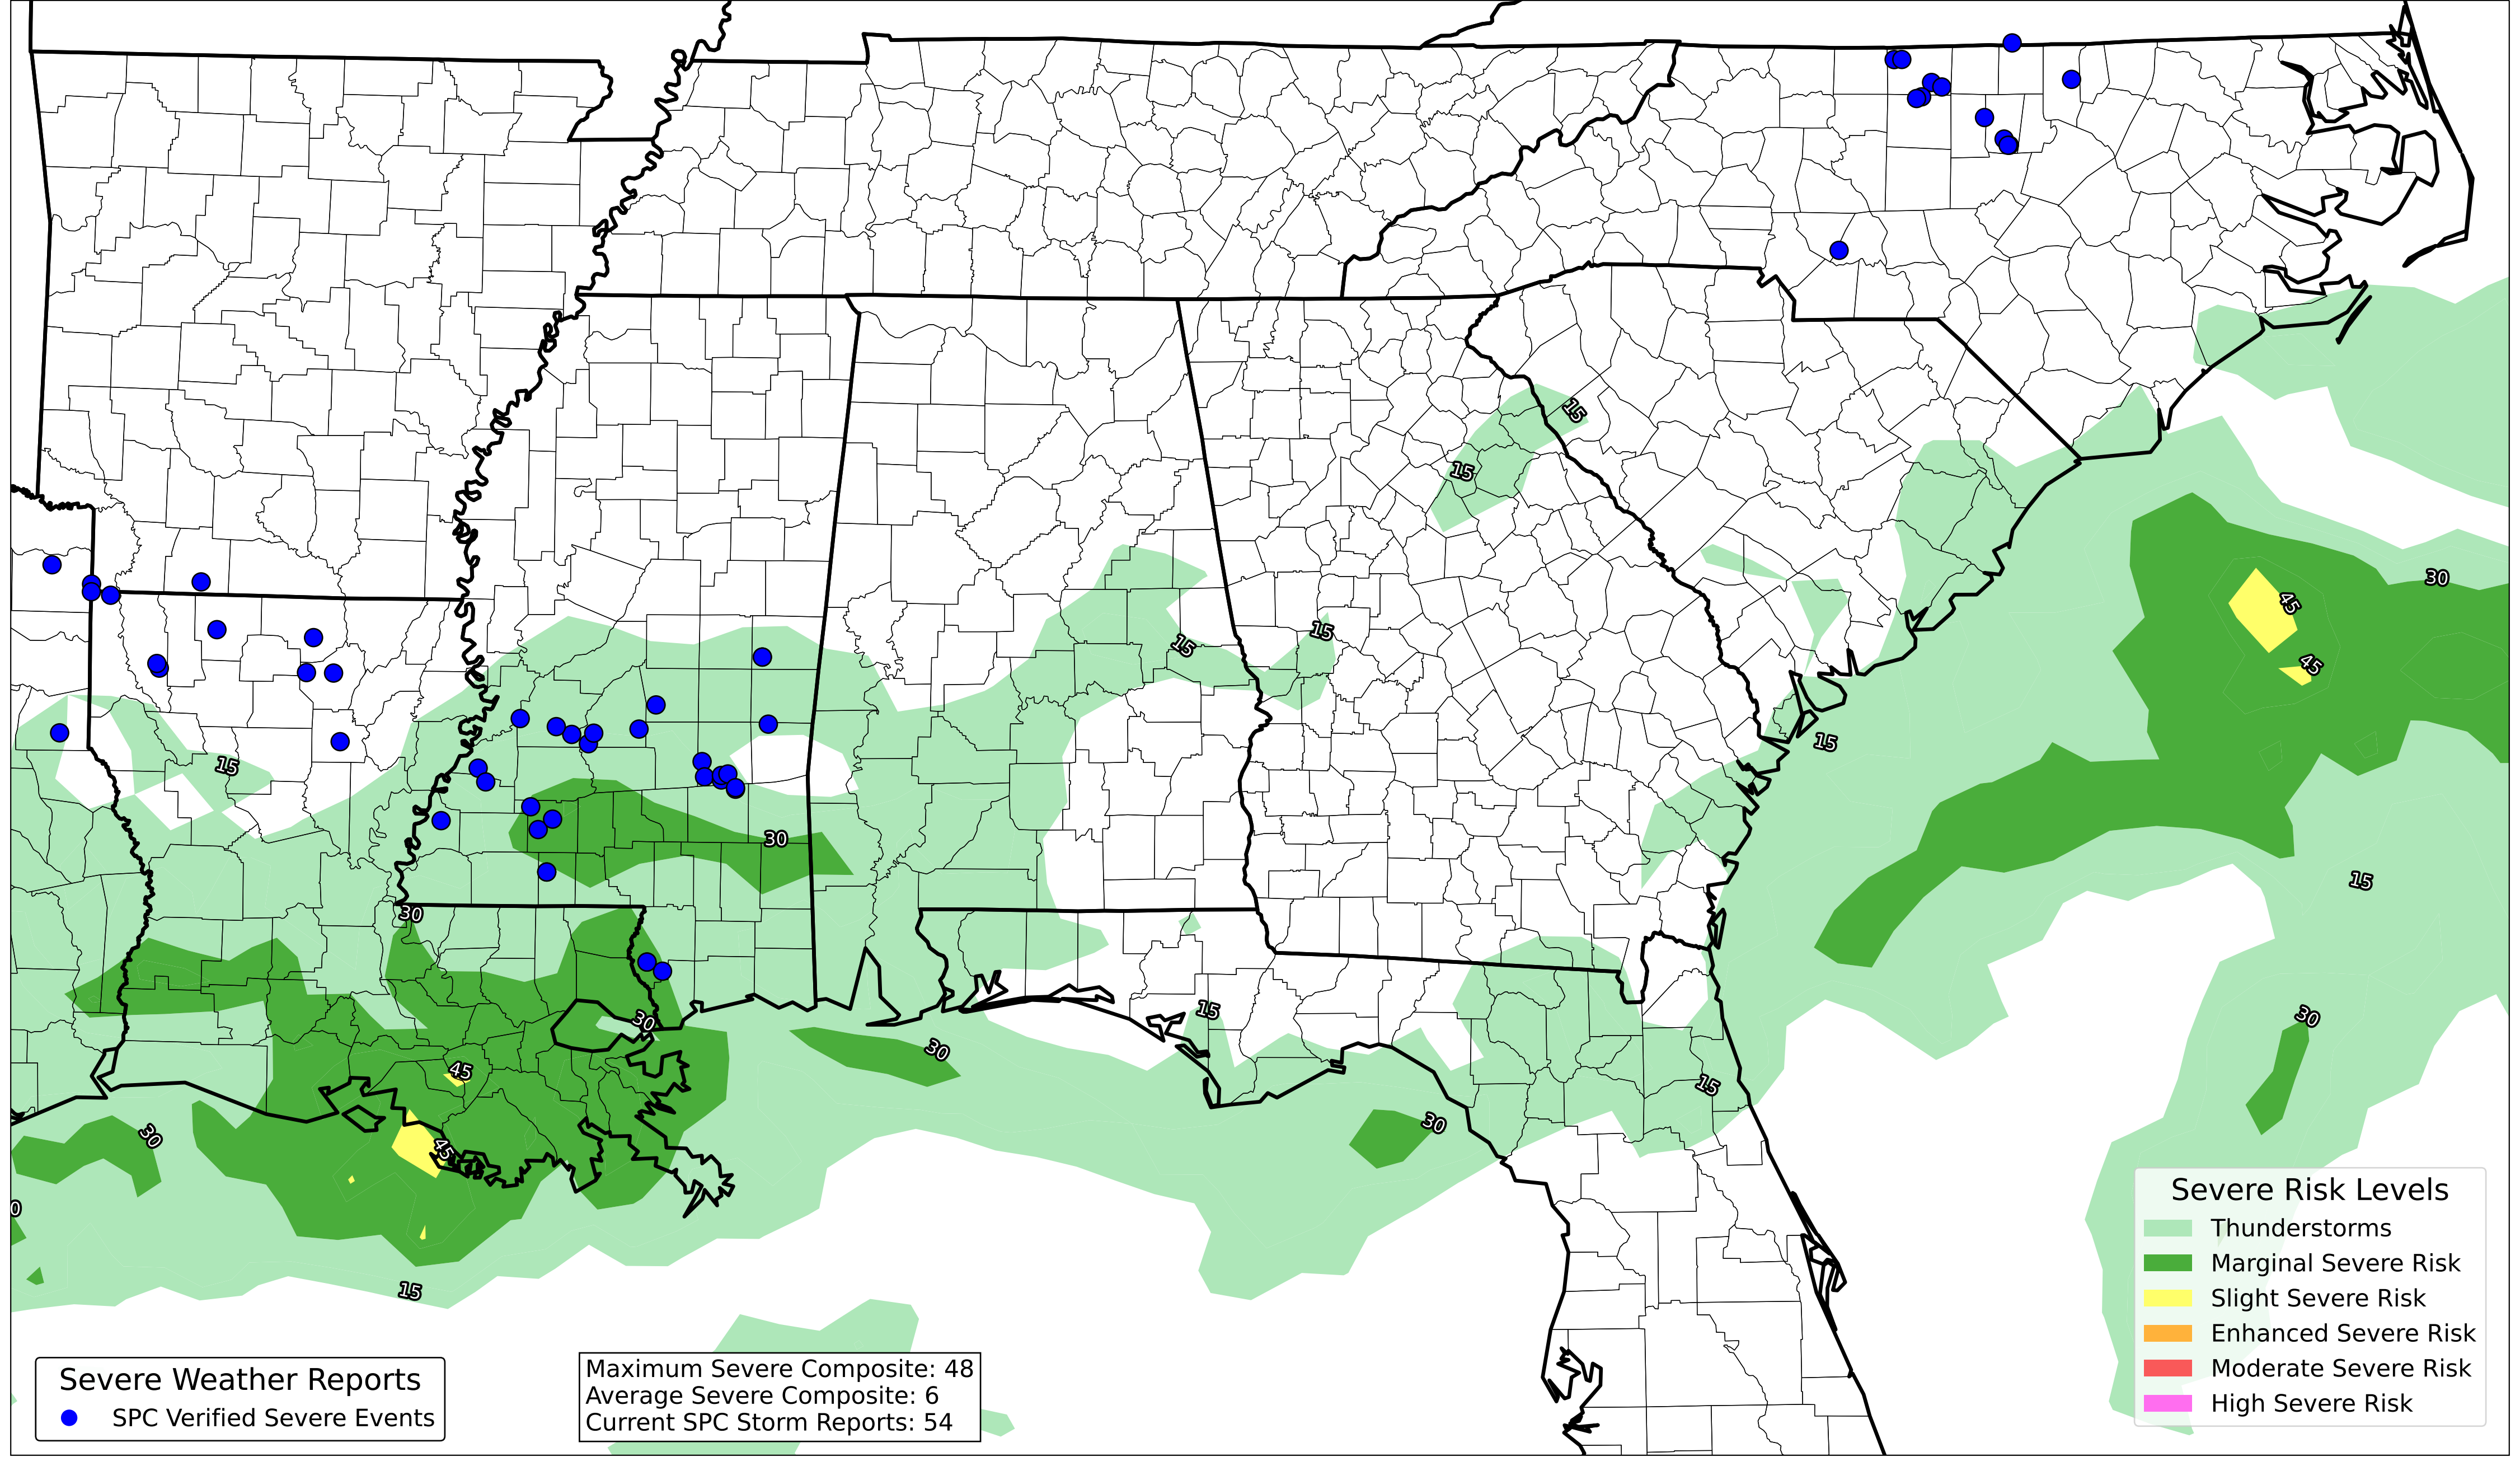 15
15
30
45
15
15
45
15
15
30
15
30
15
30
30
30
45
15
30
30
45
0
15
Severe Risk Levels
Thunderstorms
Marginal Severe Risk
Slight Severe Risk
Enhanced Severe Risk
Moderate Severe Risk
High Severe Risk
Severe Weather Reports
SPC Verified Severe Events
Maximum Severe Composite: 48
Average Severe Composite: 6
Current SPC Storm Reports: 54